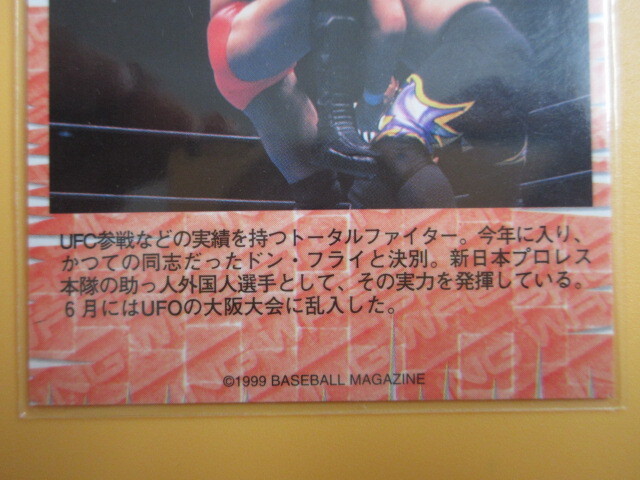 UFC参戦などの実績を持つトータルファイター。今年に入り、
かつての同志だったドン・フライと決別。新日本プロレス
本隊の助っ人外国人選手として、その実力を発揮している。
6月にはUFOの大阪大会に乱入した。
©1999 BASEBALL MAGAZINE